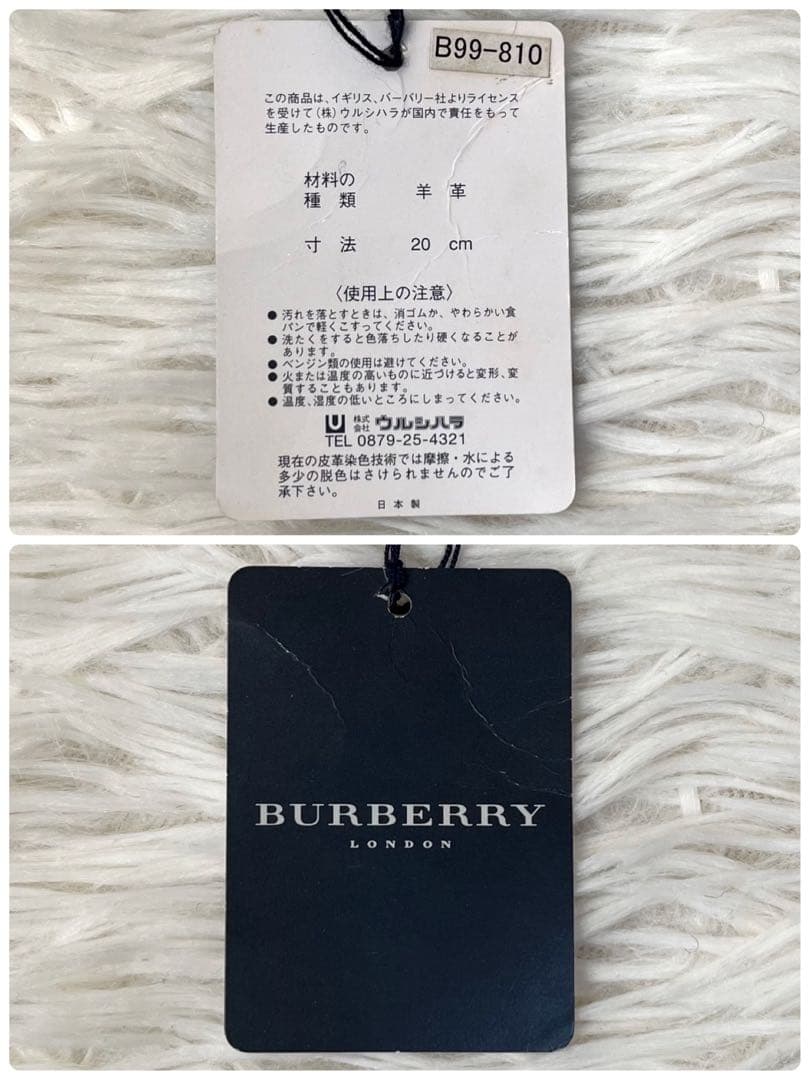 B99-810
この商品は、イギリス、バーバリー社よりライセンス
を受けて(株)ウルシハラが国内で責任をもって
生産したものです。
材料の
種 類 羊 革
寸 法 20 cm
〈使用上の注意〉
● 汚れを落とすときは、消ゴムか、やわらかい食
パンで軽くこすってください。
● 洗たくをすると色落ちしたり硬くなることが
あります。
● ベンジン類の使用は避けてください。
● 火または温度の高いものに近づけると変形、変
質することもあります。
● 温度、湿度の低いところにしまってください。
U 株式会社 ウルシハラ
TEL 0879-25-4321
現在の皮革染色技術では摩擦・水による
多少の脱色はさけられませんのでご了
承下さい。
日本製
BURBERRY
LONDON